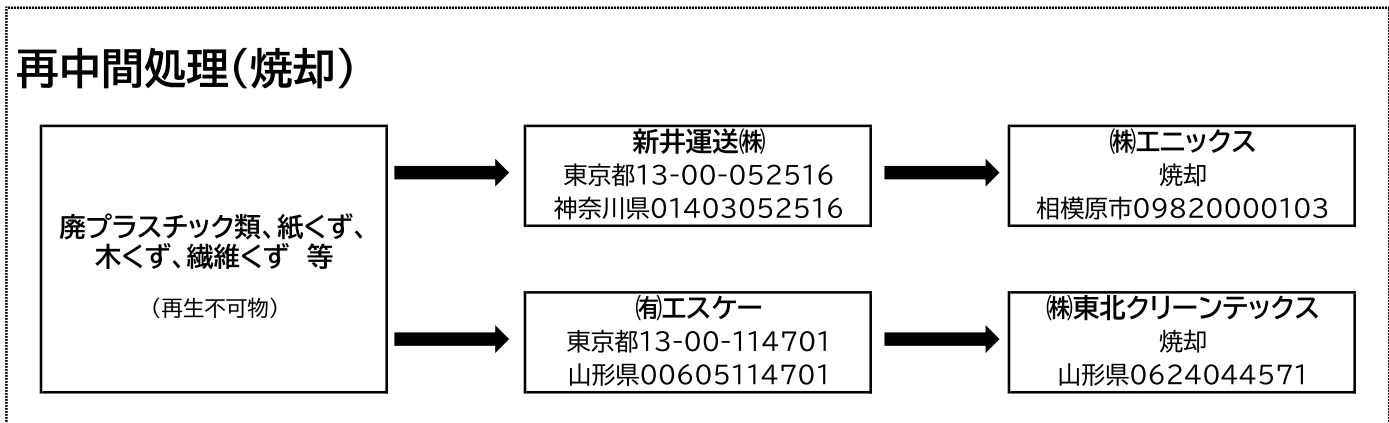 再中間処理(焼却)
廃プラスチック類、紙くず、
木くず、繊維くず 等
(再生不可物)
新井運送㈱
東京都13-00-052516
神奈川県01403052516
㈱エニックス
焼却
相模原市09820000103
㈲エスケー
東京都13-00-114701
山形県00605114701
㈱東北クリーンテックス
焼却
山形県0624044571